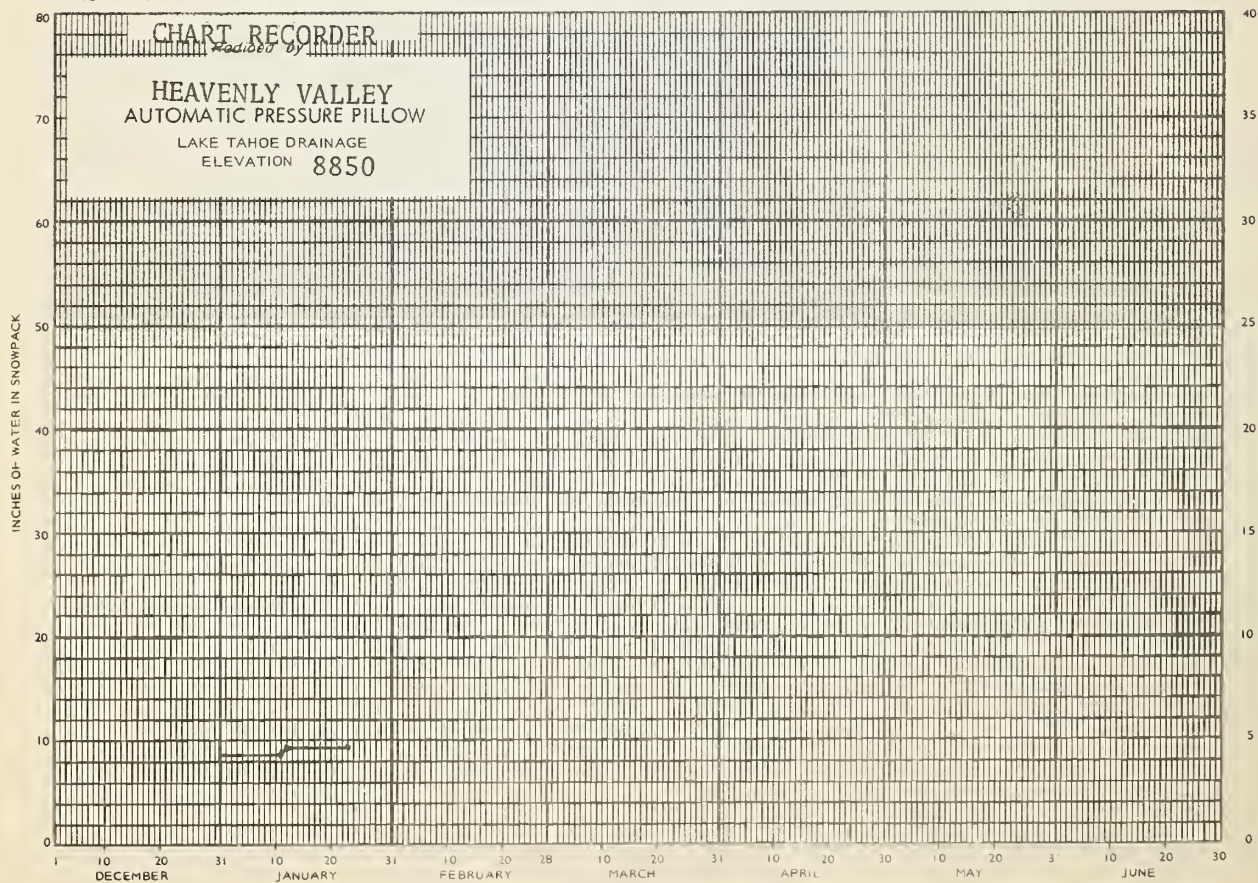 CHART RECORDER
HEAVENLY VALLEY
AUTOMATIC PRESSURE PILLOW
LAKE TAHOE DRAINAGE
ELEVATION 8850
80 70 60 50 40 30 20 10 0
INCHES OF WATER IN SNOWPACK
40 35 30 25 20 15 10 5 0
1 10 20 31 10 20 31 10 20 28 10 20 31 10 20 30 10 20 3 10 20 30
DECEMBER JANUARY FEBRUARY MARCH APRIL MAY JUNE